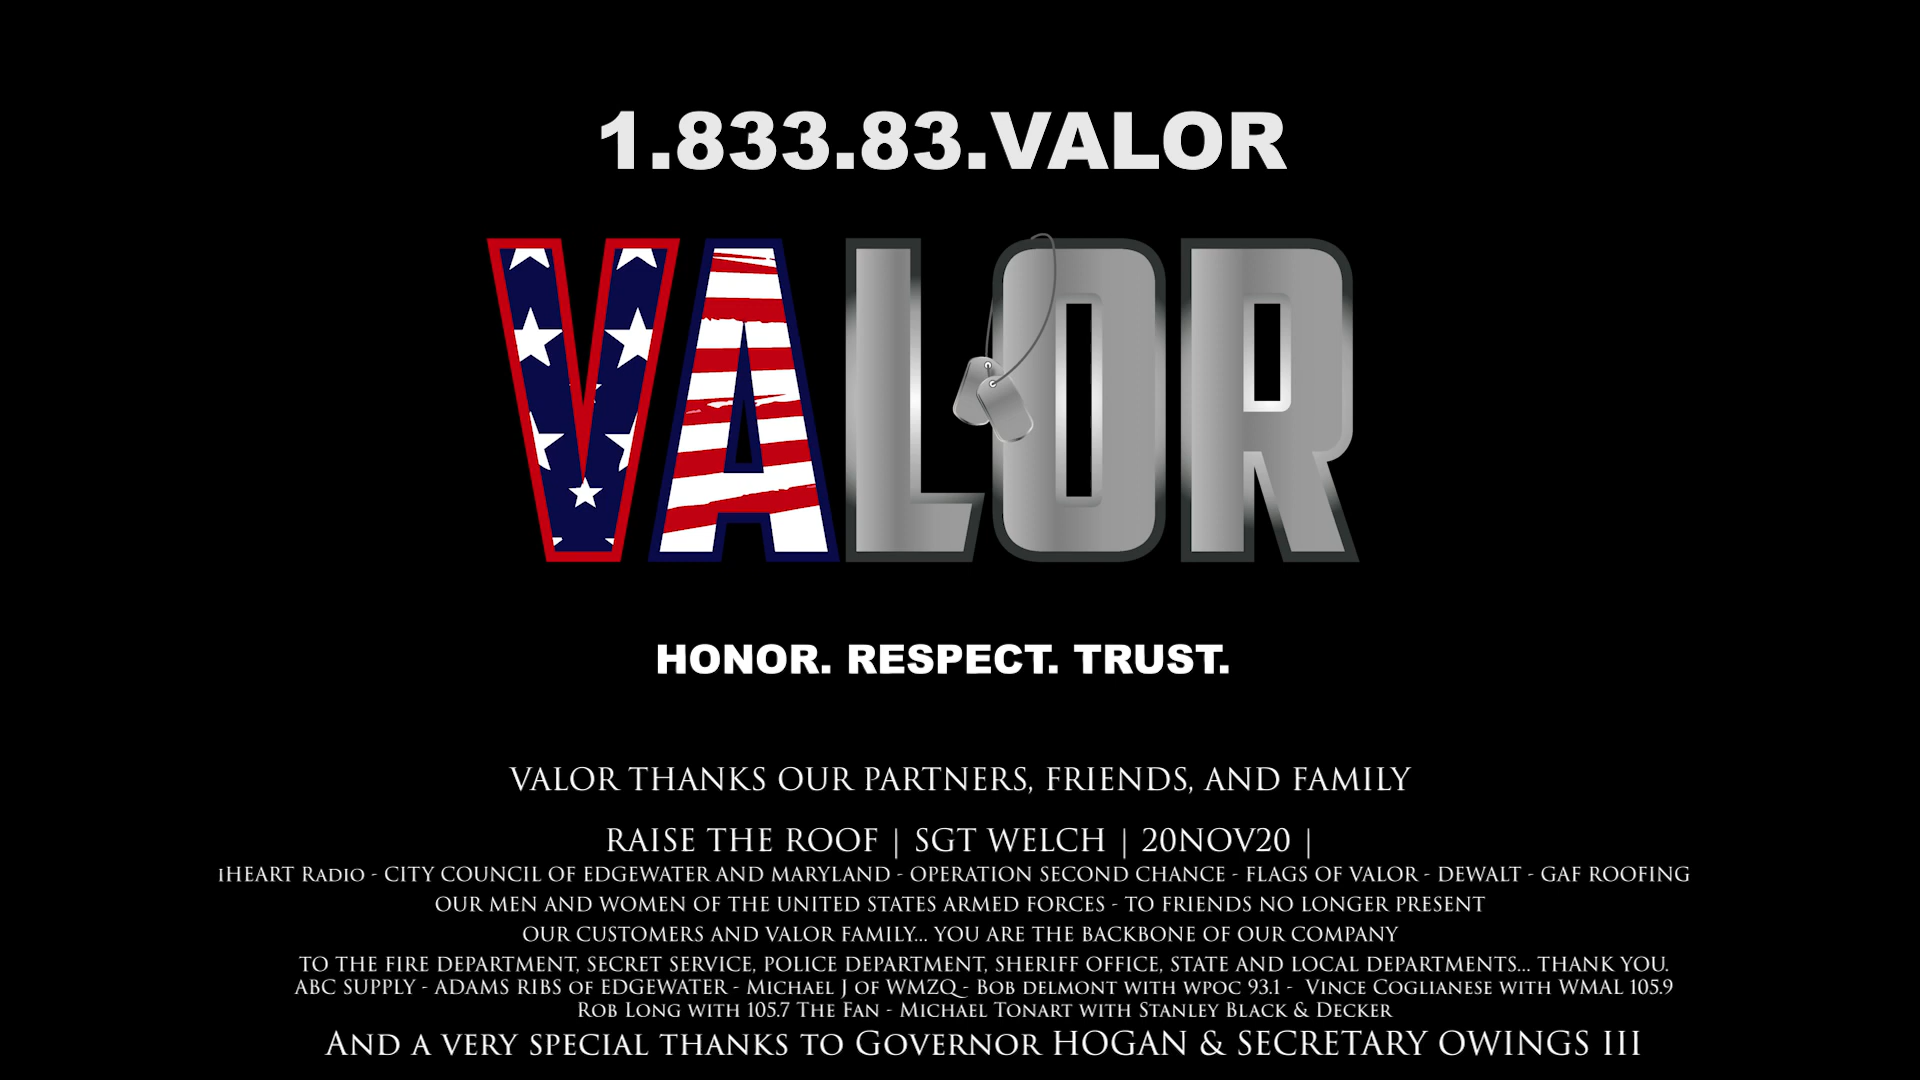 1.833.83.VALOR
VALOR
HONOR. RESPECT. TRUST.
VALOR THANKS OUR PARTNERS, FRIENDS, AND FAMILY
RAISE THE ROOF | SGT WELCH | 20NOV20 |
iHEART Radio - CITY COUNCIL OF EDGEWATER AND MARYLAND - OPERATION SECOND CHANCE - FLAGS OF VALOR - DEWALT - GAF ROOFING
OUR MEN AND WOMEN OF THE UNITED STATES ARMED FORCES - TO FRIENDS NO LONGER PRESENT
OUR CUSTOMERS AND VALOR FAMILY... YOU ARE THE BACKBONE OF OUR COMPANY
TO THE FIRE DEPARTMENT, SECRET SERVICE, POLICE DEPARTMENT, SHERIFF OFFICE, STATE AND LOCAL DEPARTMENTS... THANK YOU.
ABC SUPPLY - ADAMS RIBS of EDGEWATER - Michael J of WMZQ - Bob delmont with wpoc 93.1 - Vince Coglianese with WMAL 105.9
Rob Long with 105.7 The Fan - Michael Tonart with Stanley Black & Decker
And a very special thanks to Governor HOGAN & SECRETARY OWINGS III